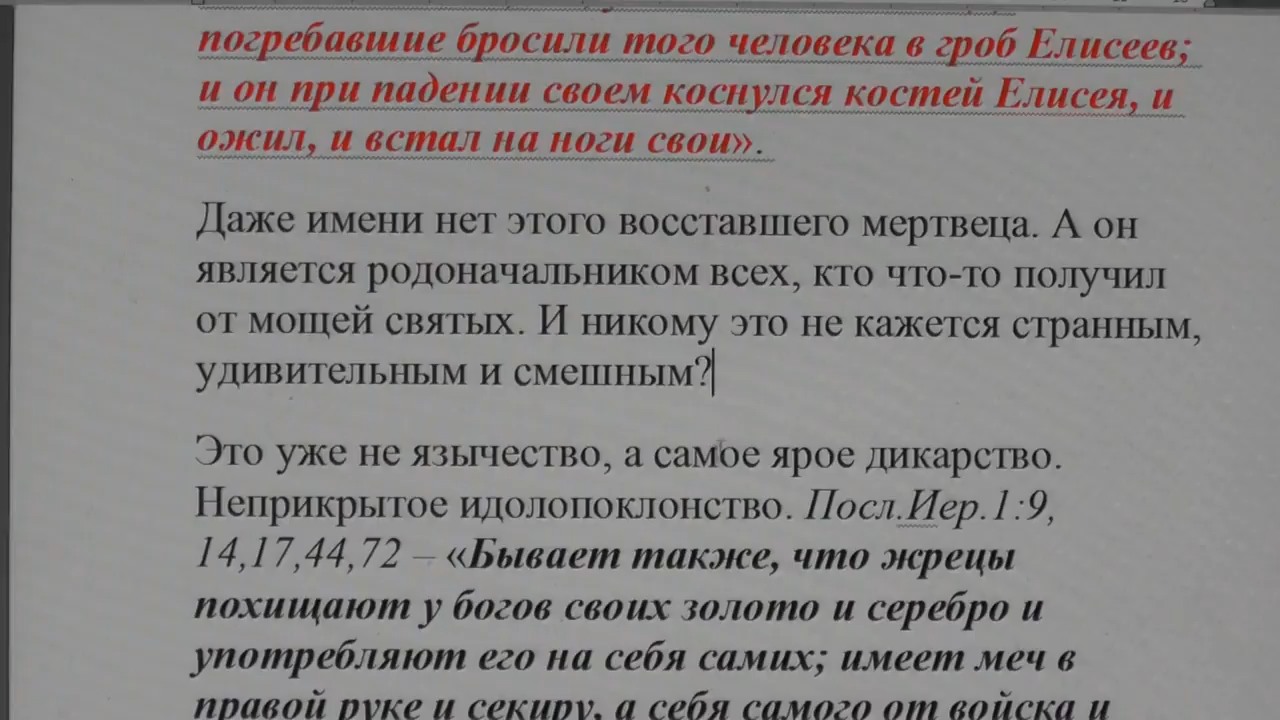 погребавшие бросили того человека в гроб Елисеев;
и он при падении своем коснулся костей Елисея, и
ожил, и встал на ноги свои».
Даже имени нет этого восставшего мертвеца. А он
является родоначальником всех, кто что-то получил
от мощей святых. И никому это не кажется странным,
удивительным и смешным?
Это уже не язычество, а самое ярое дикарство.
Неприкрытое идолопоклонство. Посл.Иер.1:9,
14,17,44,72 – «Бывает также, что жрецы
похищают у богов своих золото и серебро и
употребляют его на себя самих; имеет меч в
правой руке и секиру, а себя самого от войска и